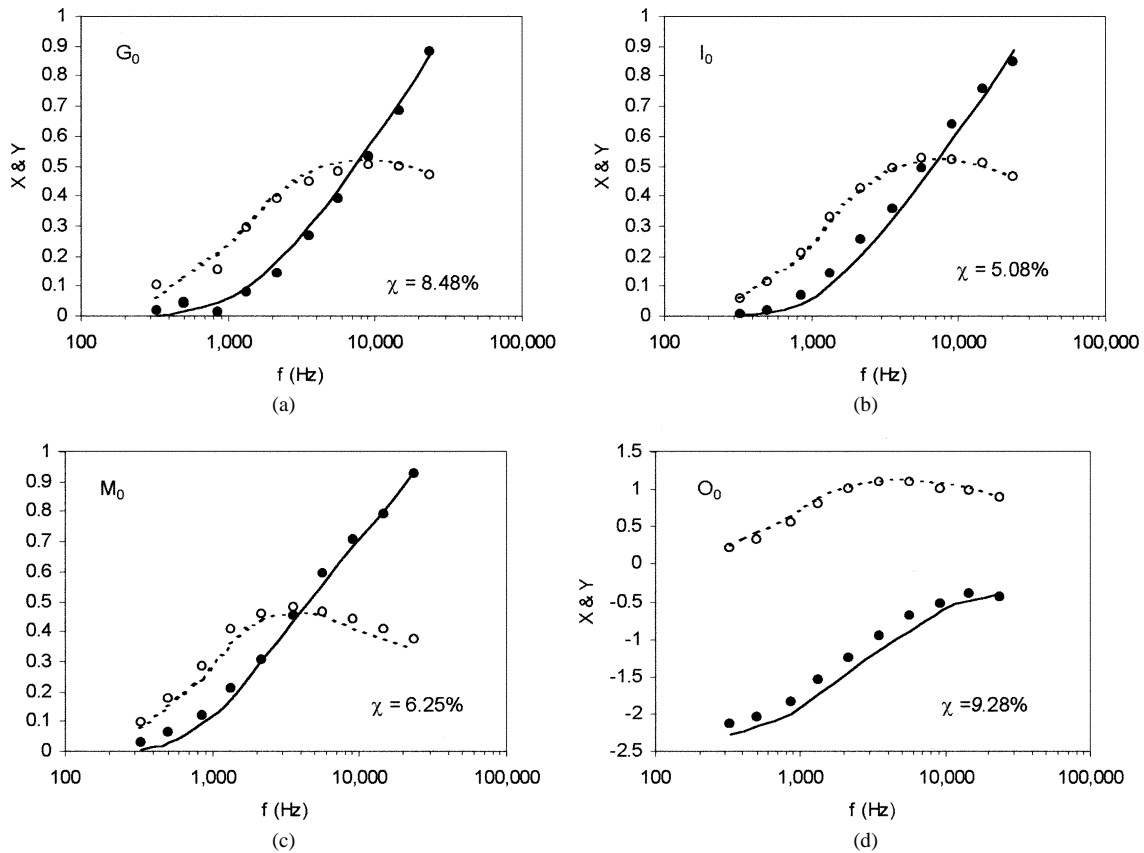 G0
X & Y
1
0.9
0.8
0.7
0.6
0.5
0.4
0.3
0.2
0.1
0
χ = 8.48%
100
1,000
10,000
100,000
f (Hz)
(a)
I0
X & Y
1
0.9
0.8
0.7
0.6
0.5
0.4
0.3
0.2
0.1
0
χ = 5.08%
100
1,000
10,000
100,000
f (Hz)
(b)
M0
X & Y
1
0.9
0.8
0.7
0.6
0.5
0.4
0.3
0.2
0.1
0
χ = 6.25%
100
1,000
10,000
100,000
f (Hz)
(c)
O0
X & Y
1.5
1
0.5
0
-0.5
-1
-1.5
-2
-2.5
χ =9.28%
100
1,000
10,000
100,000
f (Hz)
(d)